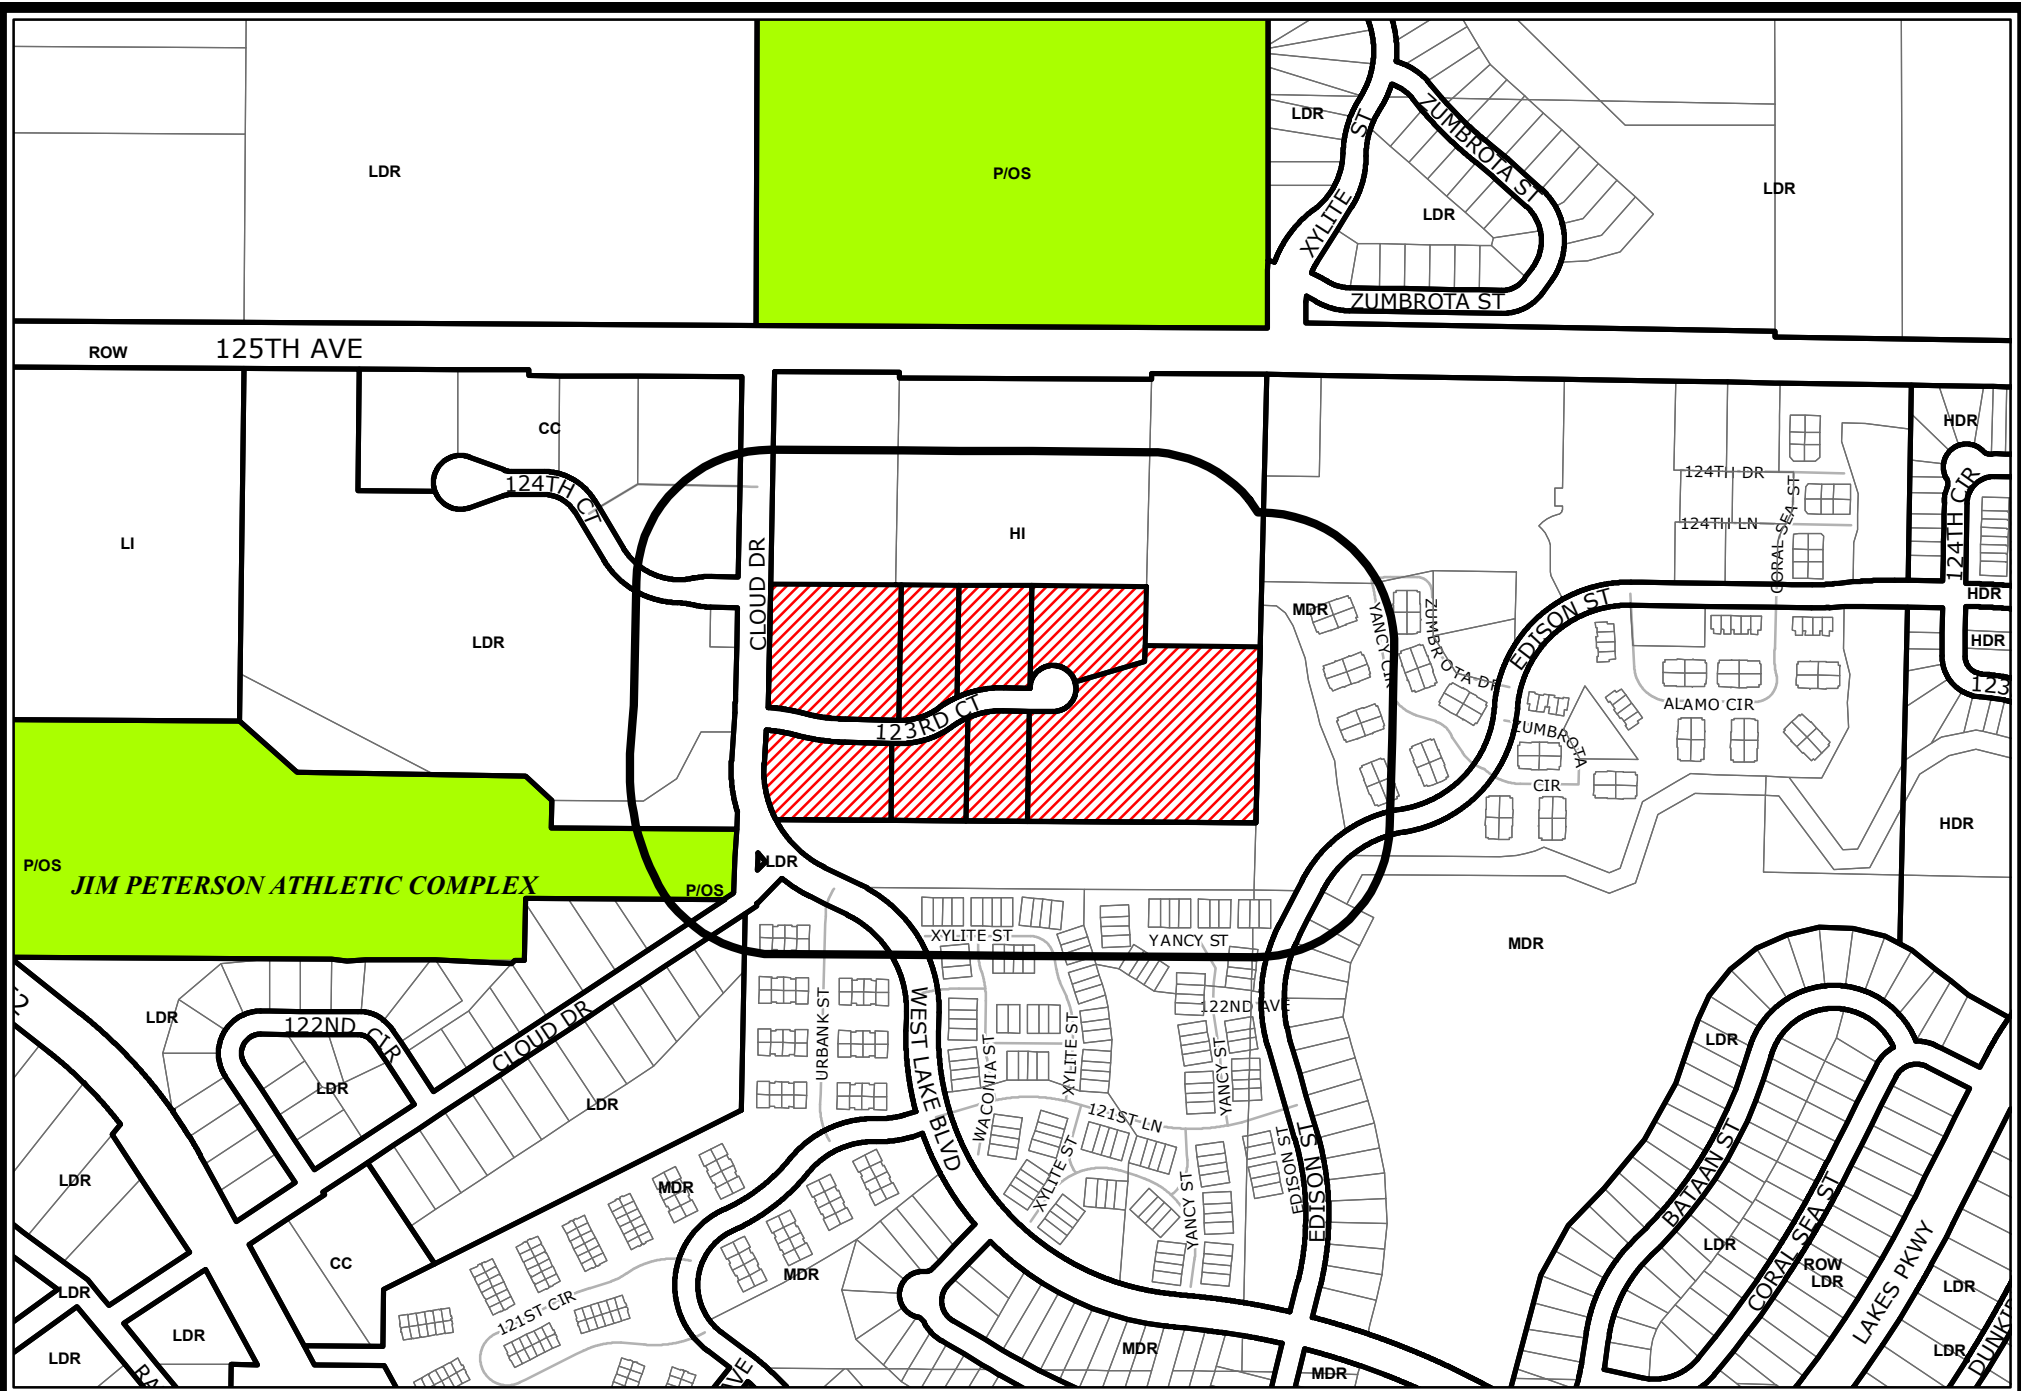 LDR
P/OS
LDR
XYLITE ST
ZUMBROTA ST
LDR
LDR
ZUMBROTA ST
ROW
125TH AVE
CC
124TH CT
LI
LDR
CLOUD DR
HI
123RD CT
MDR
YANCY CIR
ZUMBROTA DR
EDISON ST
124TH DR
124TH LN
CORAL SEA ST
HDR
124TH CIR
HDR
HDR
123
ALAMO CIR
ZUMBROTA
CIR
HDR
P/OS
JIM PETERSON ATHLETIC COMPLEX
P/OS
LDR
XYLITE ST
YANCY ST
MDR
122ND AVE
LDR
122ND CIR
LDR
CLOUD DR
LDR
URBANK ST
WEST LAKE BLVD
WACONIA ST
XYLITE ST
YANCY ST
121ST LN
XYLITE ST
YANCY ST
EDISON ST
EDISON ST
LDR
BATAAN ST
LDR
CORAL SEA ST
ROW
LDR
LAKES PKWY
LDR
LDR
LDR
MDR
CC
MDR
121ST CIR
LDR
LDR
LDR
RA
AVE
MDR
MDR